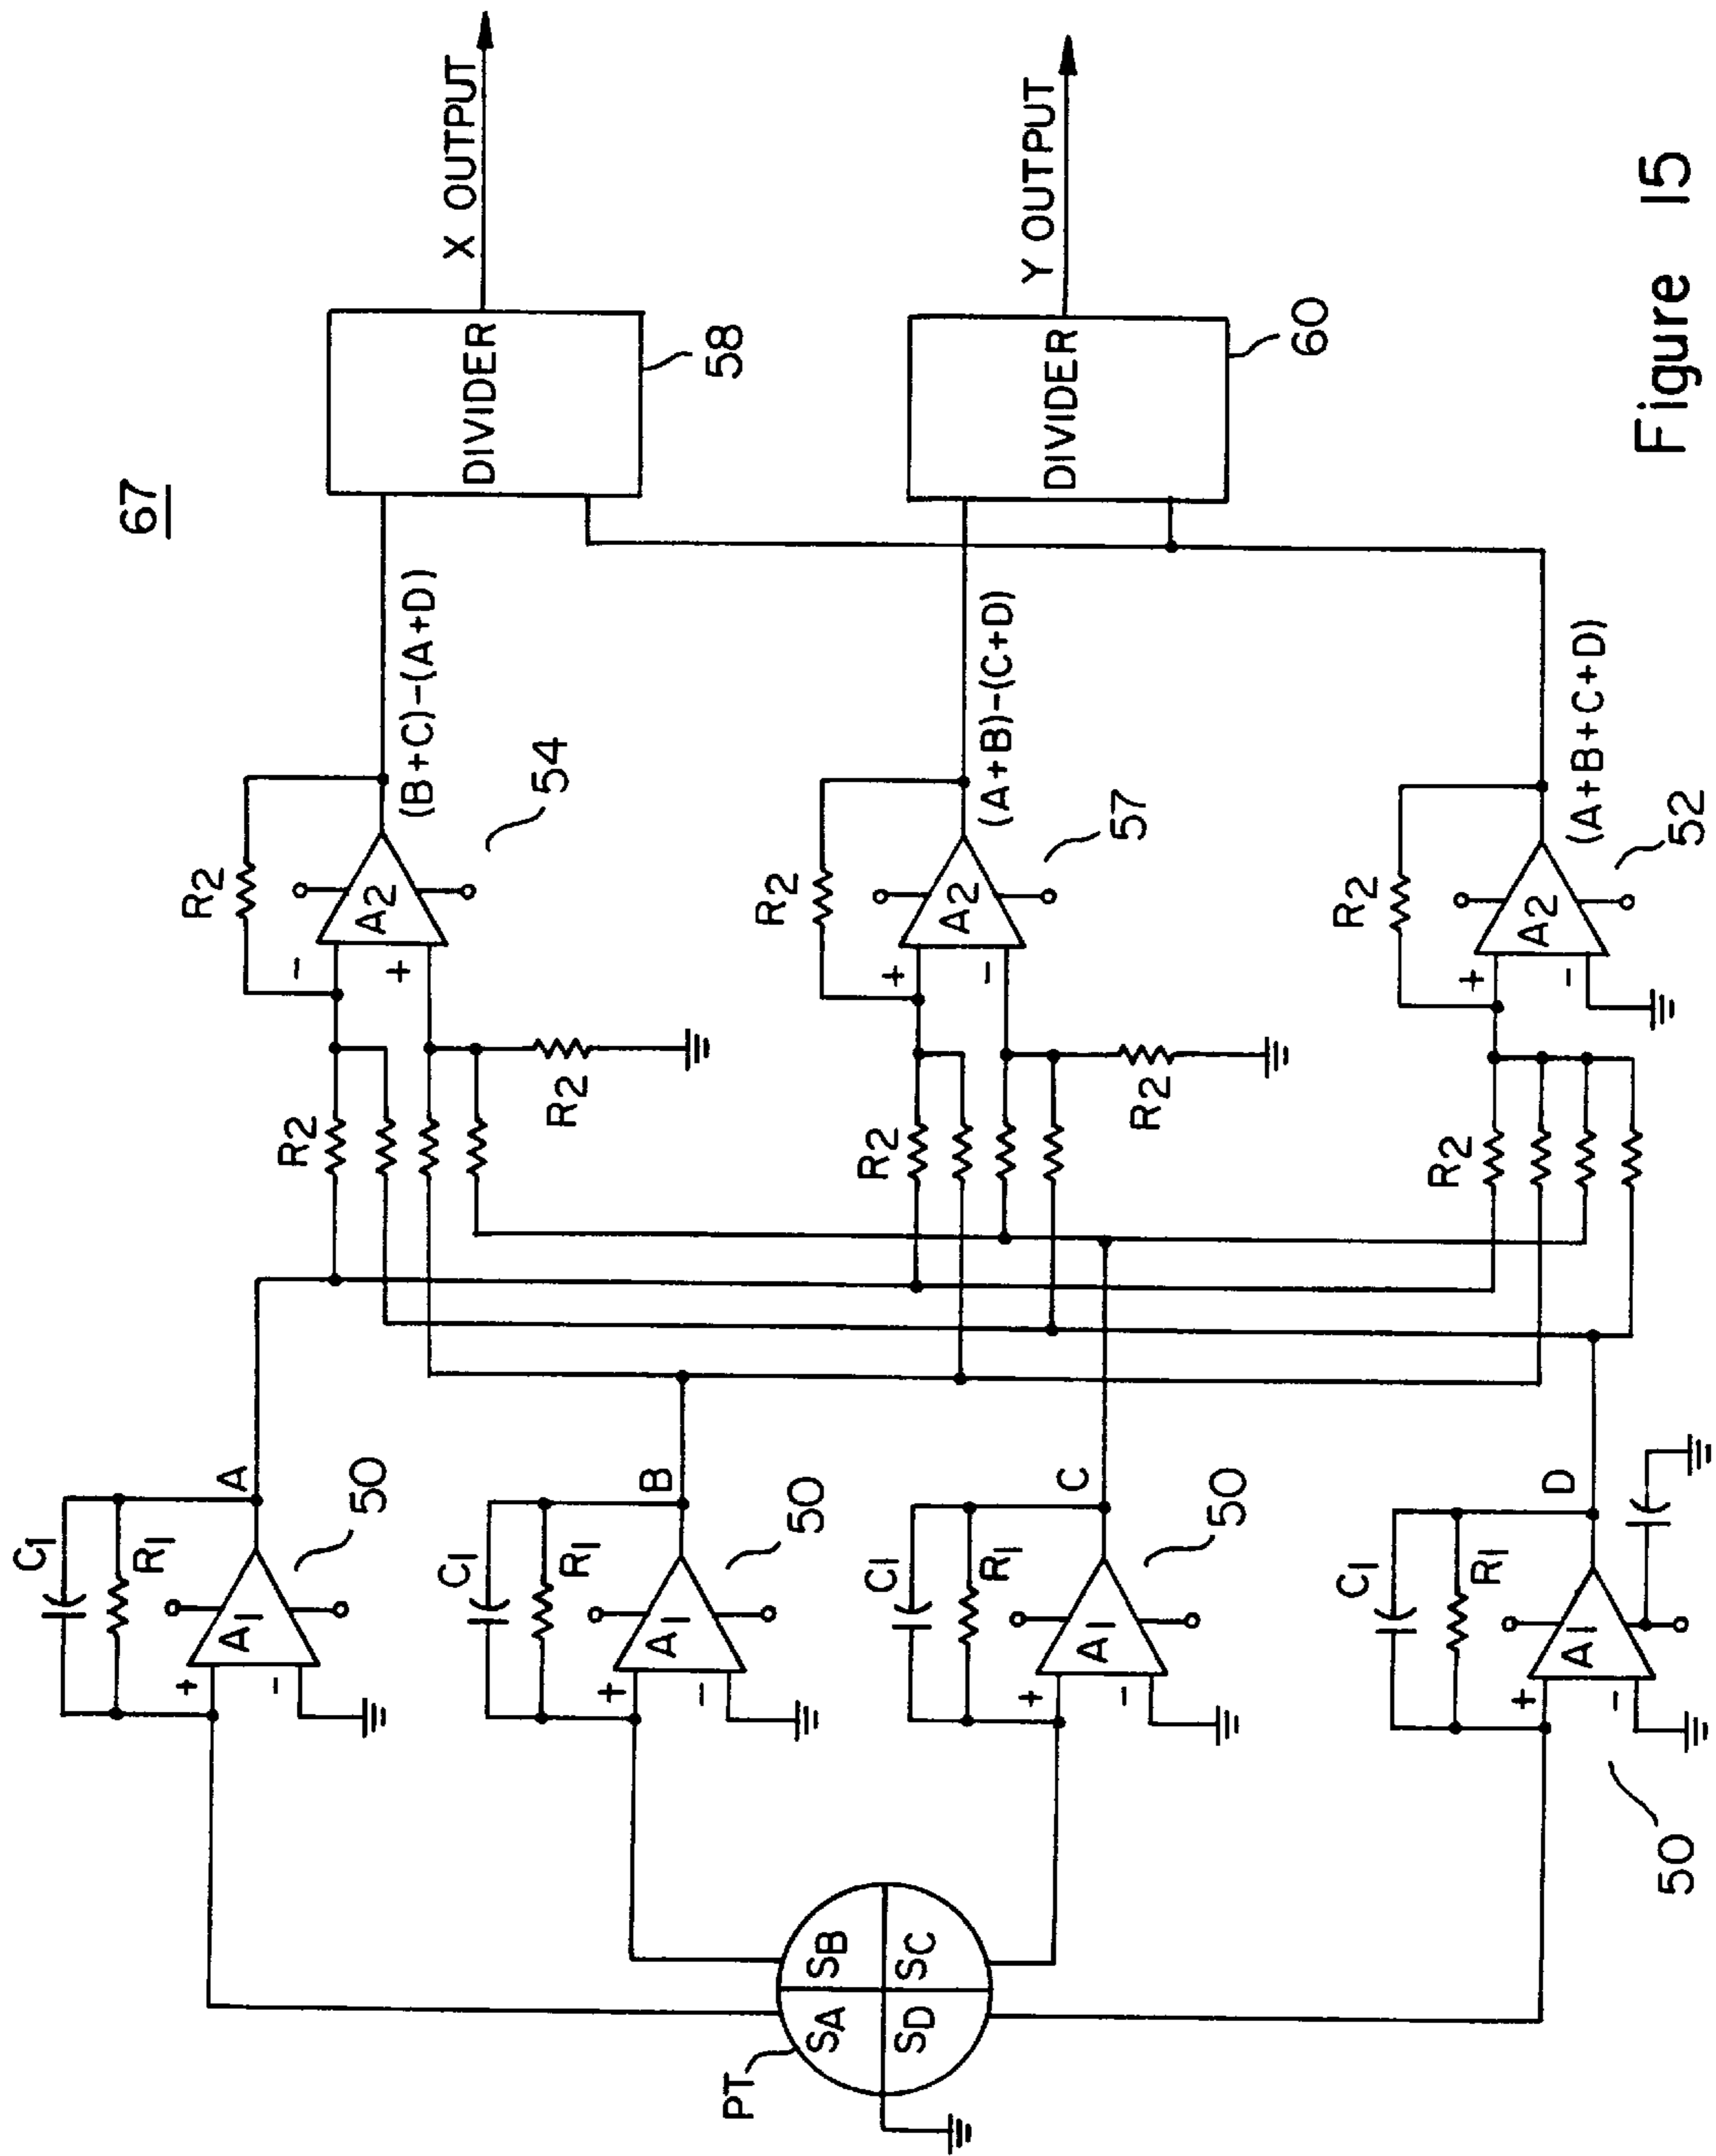 67
C1
R1
A1
+
−
A
50
C1
R1
A1
+
−
B
50
C1
R1
A1
+
−
C
50
C1
R1
A1
+
−
D
50
PT
SA
SB
SD
SC
R2
R2
−
+
A2
R2
54
(B+C)−(A+D)
DIVIDER
58
X OUTPUT
R2
R2
+
−
A2
R2
57
(A+B)−(C+D)
DIVIDER
60
Y OUTPUT
R2
R2
+
−
A2
52
(A+B+C+D)
Figure 15